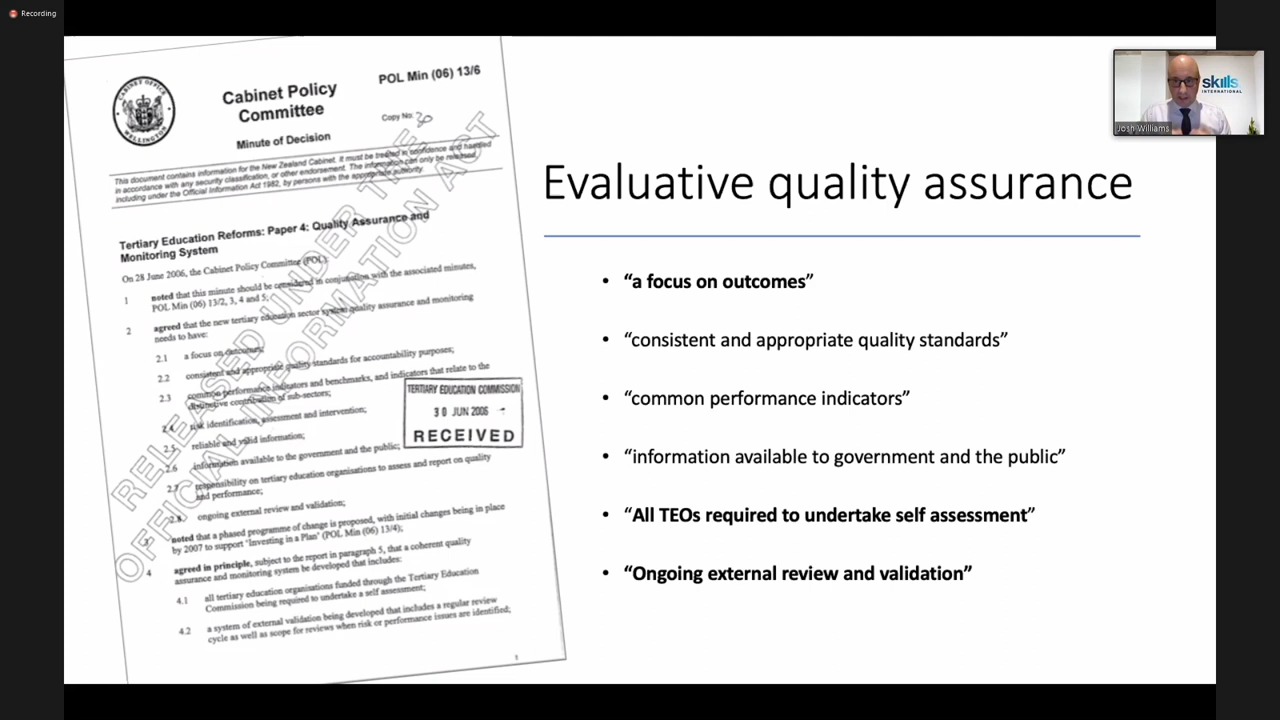 Recording
CABINET OFFICE
WELLINGTON
Cabinet Policy
Committee
Minute of Decision
POL Min (06) 13/6
Copy No: 30
This document contains information for the New Zealand Cabinet. It must be treated in confidence and handled
in accordance with any security classification, or other endorsement. The information can only be released,
including under the Official Information Act 1982, by persons with the appropriate authority.
RELEASED UNDER THE
OFFICIAL INFORMATION ACT
Tertiary Education Reforms: Paper 4: Quality Assurance and
Monitoring System
On 28 June 2006, the Cabinet Policy Committee (POL):
1 noted that this minute should be considered in conjunction with the associated minutes,
POL Min (06) 13/2, 3, 4 and 5;
2 agreed that the new tertiary education sector system quality assurance and monitoring
needs to have:
2.1 a focus on outcomes;
2.2 consistent and appropriate quality standards for accountability purposes;
2.3 common performance indicators and benchmarks, and indicators that relate to the
distinctive contribution of sub-sectors;
2.4 risk identification, assessment and intervention;
2.5 reliable and valid information;
2.6 information available to the government and the public;
2.7 responsibility on tertiary education organisations to assess and report on quality
and performance;
2.8 ongoing external review and validation;
3 noted that a phased programme of change is proposed, with initial changes being in place
by 2007 to support 'Investing in a Plan' (POL Min (06) 13/4);
4 agreed in principle, subject to the report in paragraph 5, that a coherent quality
assurance and monitoring system be developed that includes:
4.1 all tertiary education organisations funded through the Tertiary Education
Commission being required to undertake a self assessment;
4.2 a system of external validation being developed that includes a regular review
cycle as well as scope for reviews when risk or performance issues are identified;
1
TERTIARY EDUCATION COMMISSION
30 JUN 2006
RECEIVED
Evaluative quality assurance
• “a focus on outcomes”
• “consistent and appropriate quality standards”
• “common performance indicators”
• “information available to government and the public”
• “All TEOs required to undertake self assessment”
• “Ongoing external review and validation”
skills
INTERNATIONAL
Josh Williams